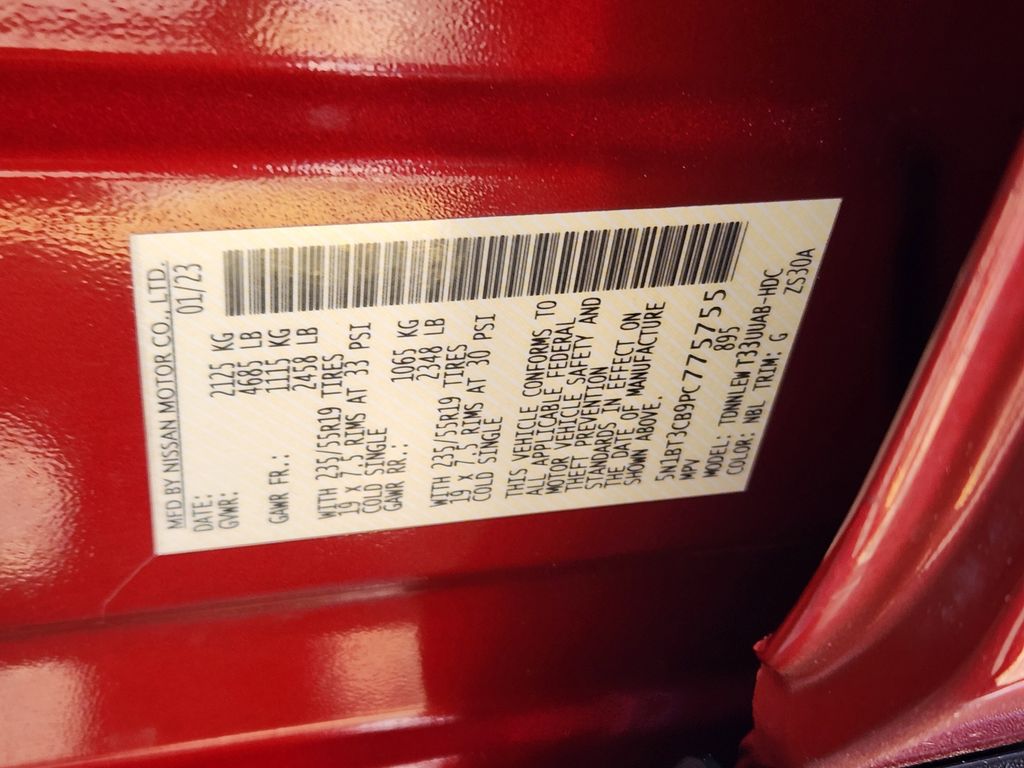 MFD BY NISSAN MOTOR CO., LTD.
DATE: 01/23
GVWR: 2125 KG
4685 LB
GAWR FR.: 1115 KG
2458 LB
WITH 235/55R19 TIRES
19 X 7.5 RIMS AT 33 PSI
COLD SINGLE
GAWR RR.: 1065 KG
2348 LB
WITH 235/55R19 TIRES
19 X 7.5 RIMS AT 30 PSI
COLD SINGLE
THIS VEHICLE CONFORMS TO
ALL APPLICABLE FEDERAL
MOTOR VEHICLE SAFETY AND
THEFT PREVENTION
STANDARDS IN EFFECT ON
THE DATE OF MANUFACTURE
SHOWN ABOVE.
5N1BT3CB9PC775755
MPV 895
MODEL: TDNNLEW T33UUAB-HDC
COLOR: NBL TRIM: G ZS30A